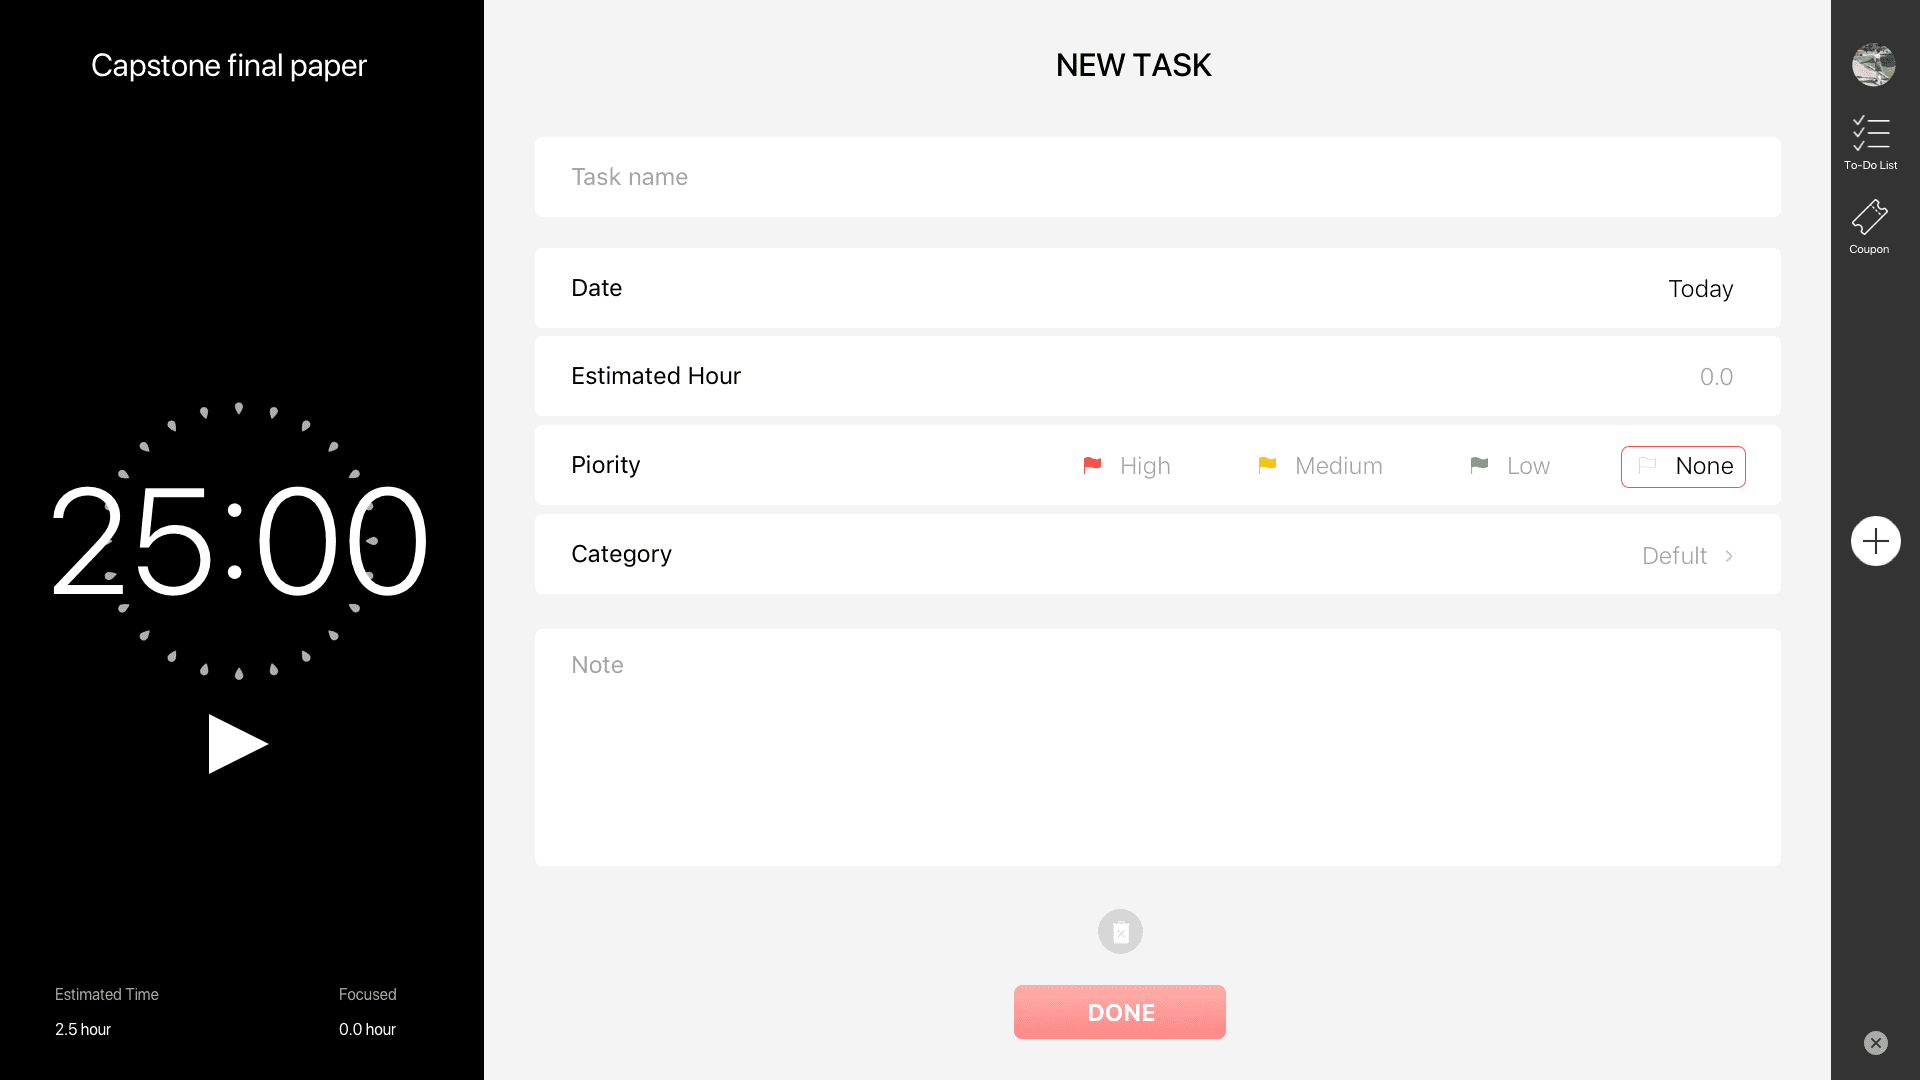 Capstone final paper
25:00
Estimated Time
2.5 hour
Focused
0.0 hour
NEW TASK
Task name
Date
Today
Estimated Hour
0.0
Piority
High
Medium
Low
None
Category
Defult
Note
DONE
To-Do List
Coupon